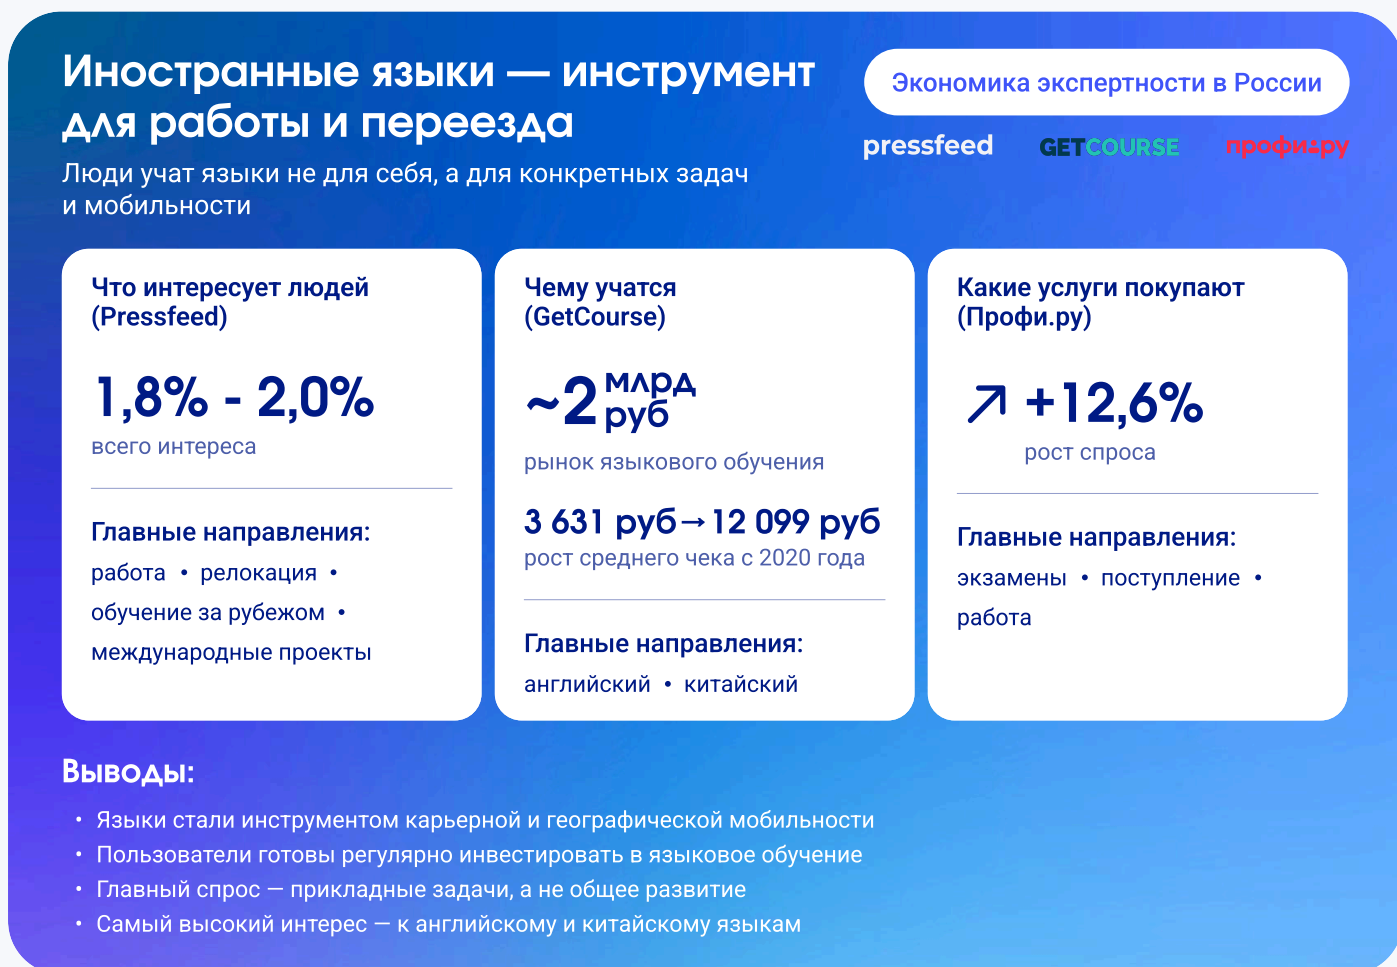 Иностранные языки — инструмент
для работы и переезда
Люди учат языки не для себя, а для конкретных задач
и мобильности
Экономика экспертности в России
pressfeed GETCOURSE профи.ру
Что интересует людей
(Pressfeed)
1,8% - 2,0%
всего интереса
Главные направления:
работа • релокация •
обучение за рубежом •
международные проекты
Чему учатся
(GetCourse)
~2 млрд
руб
рынок языкового обучения
3 631 руб→12 099 руб
рост среднего чека с 2020 года
Главные направления:
английский • китайский
Какие услуги покупают
(Профи.ру)
↗ +12,6%
рост спроса
Главные направления:
экзамены • поступление •
работа
Выводы:
• Языки стали инструментом карьерной и географической мобильности
• Пользователи готовы регулярно инвестировать в языковое обучение
• Главный спрос — прикладные задачи, а не общее развитие
• Самый высокий интерес — к английскому и китайскому языкам